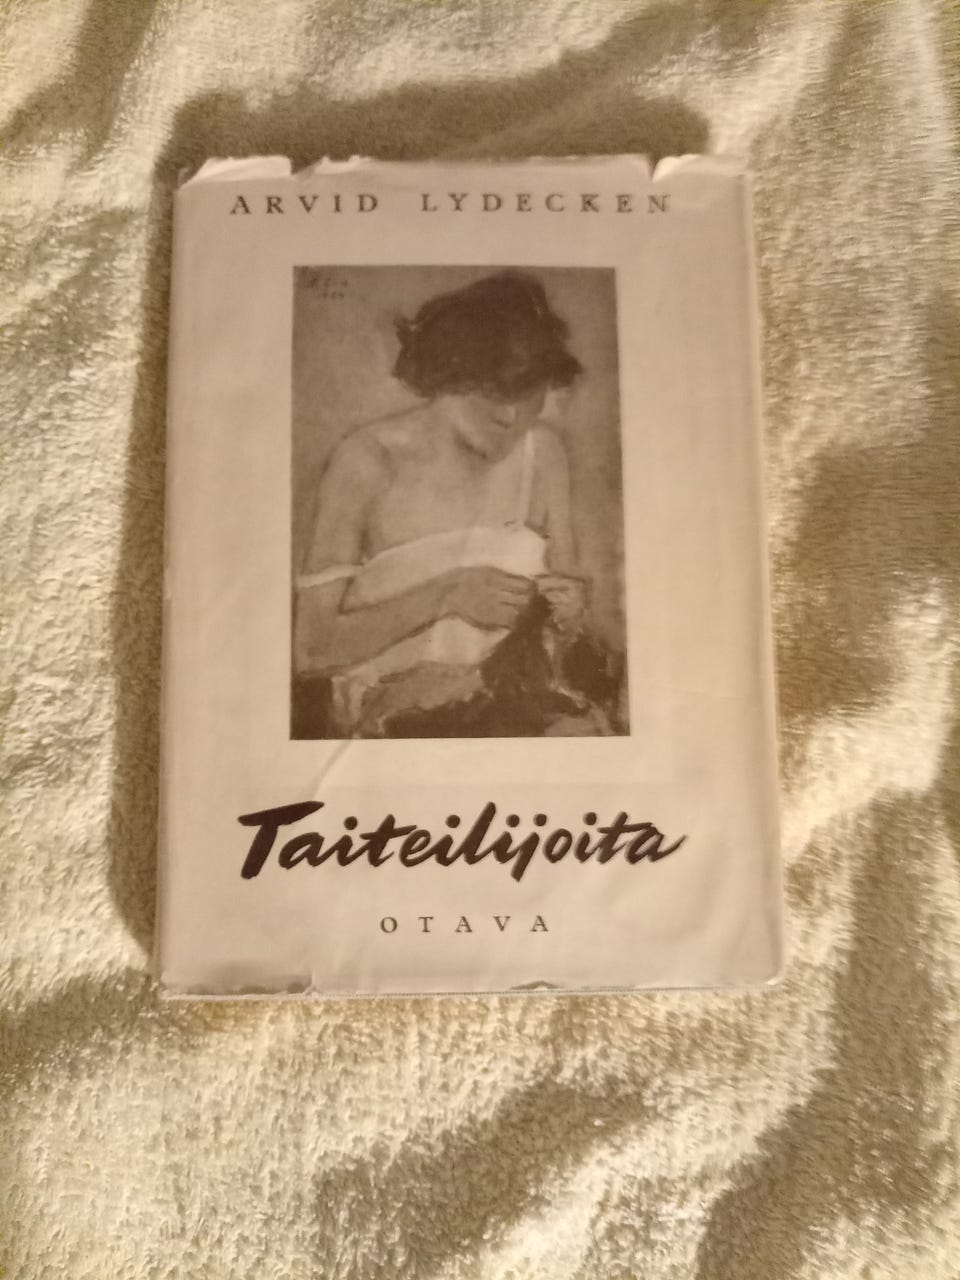 ARVID LYDECKEN
Taiteilijoita
OTAVA